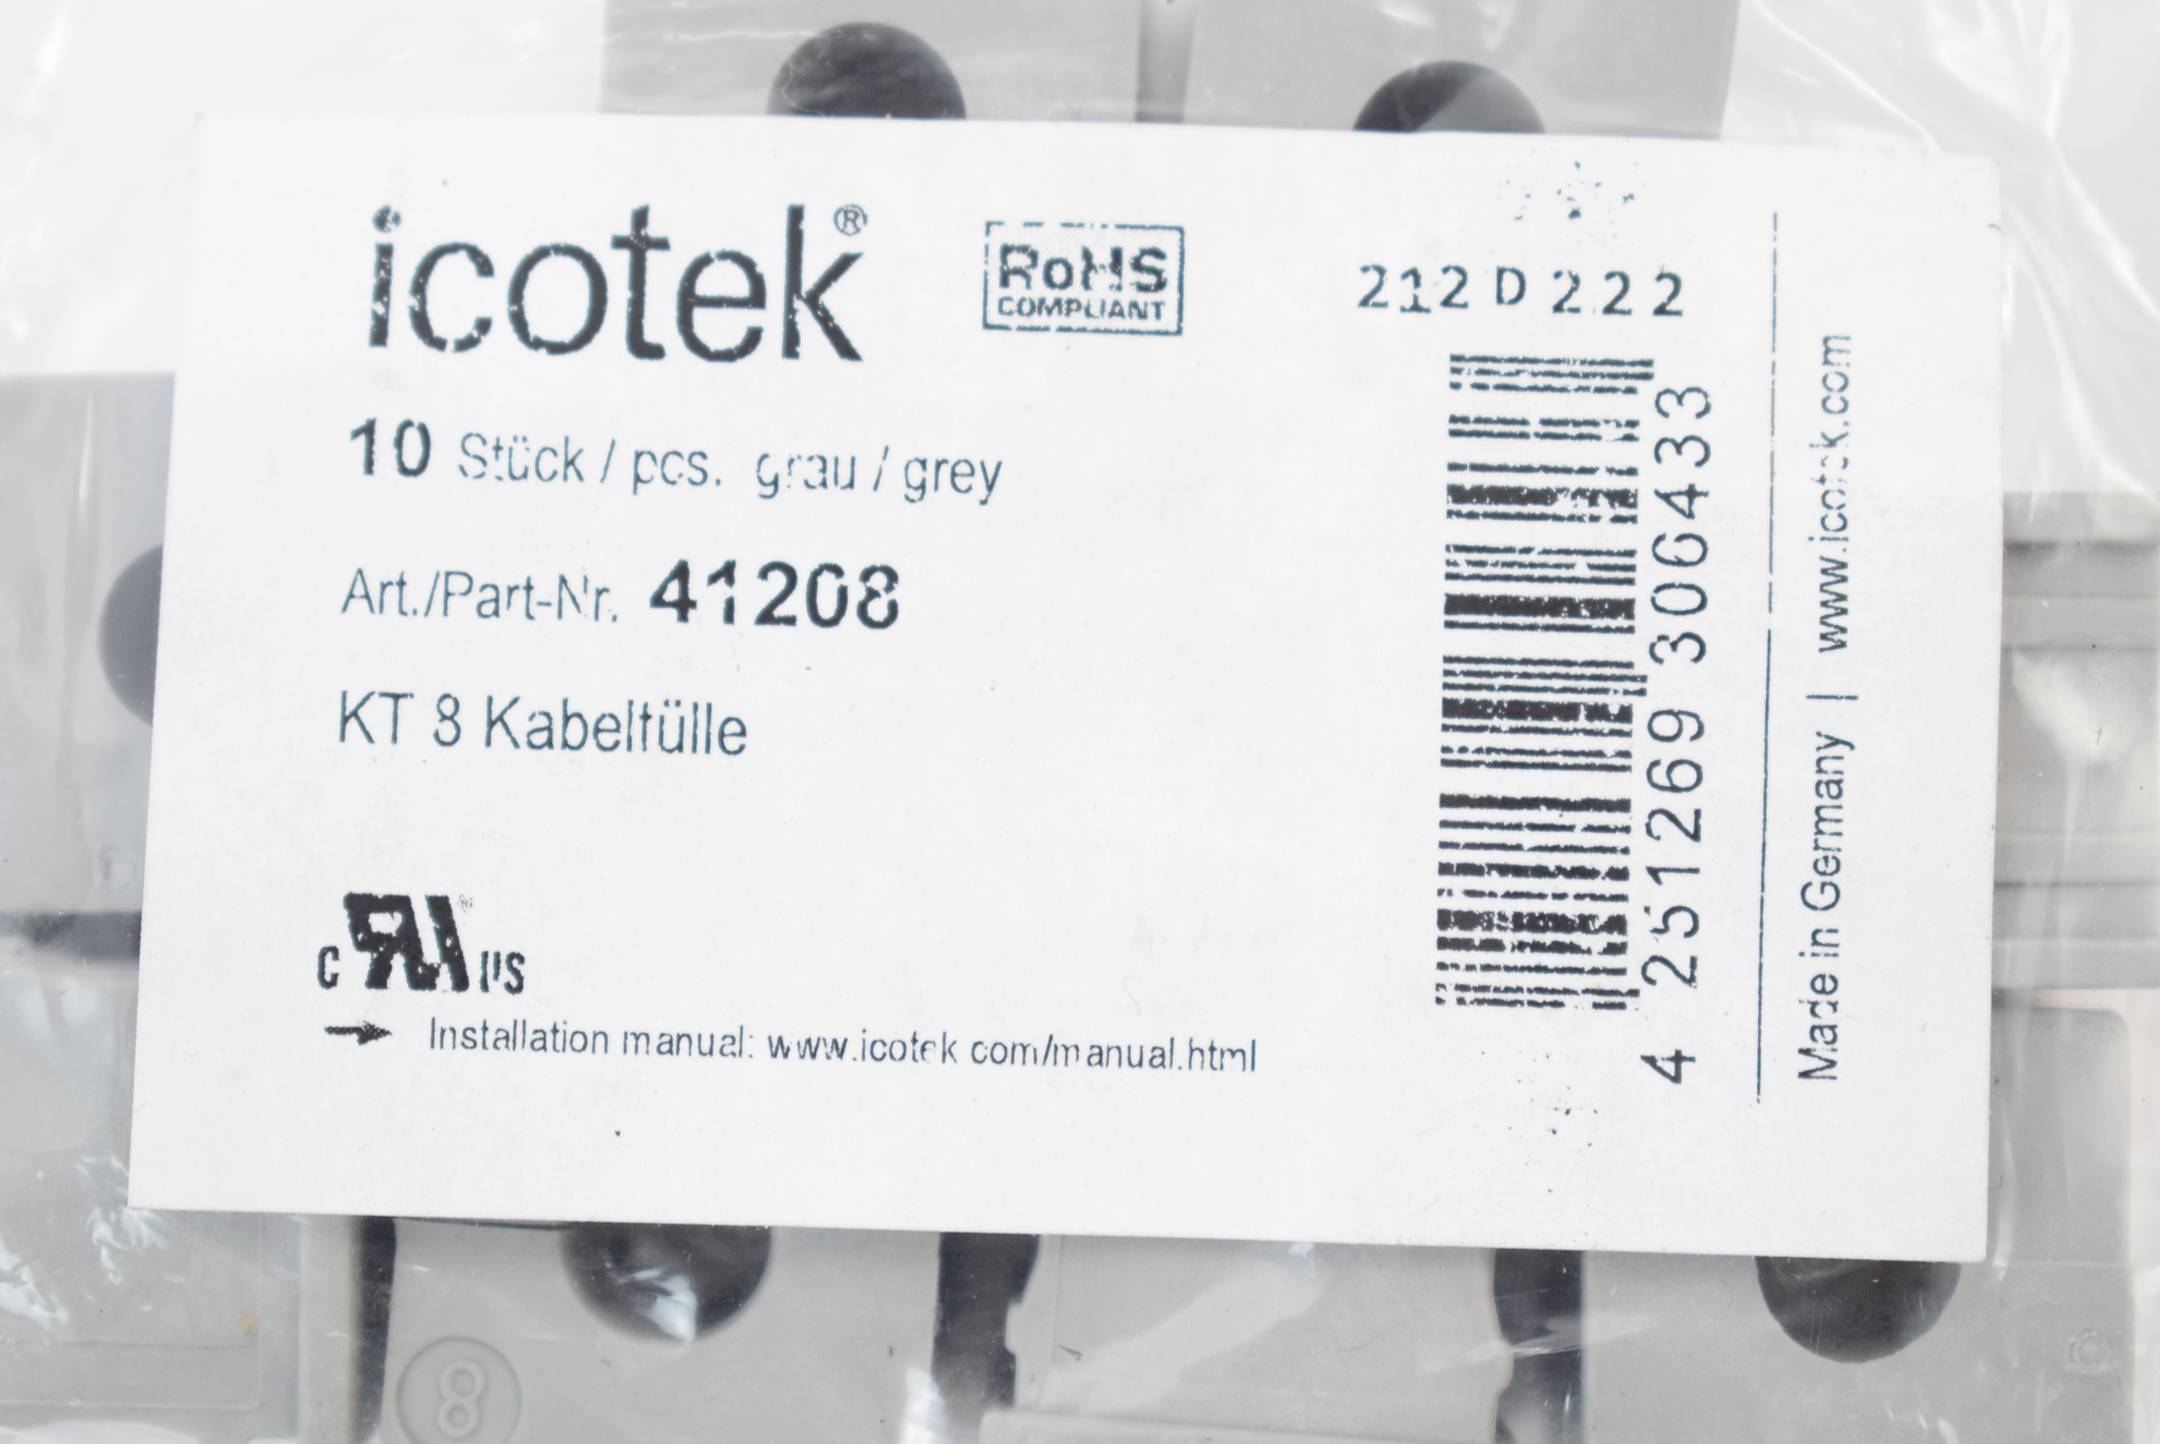 icotek®
RoHS
COMPLIANT
10 Stück / pcs. grau / grey
Art./Part-Nr. 41208
KT 8 Kabeltülle
c RU® US
Installation manual: www.icotek.com/manual.html
212 D 222
4 251269 306433
Made in Germany | www.icotek.com
8